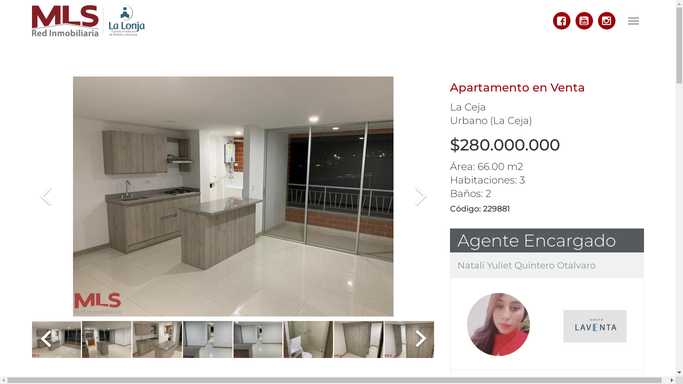 MLS
Red Inmobiliaria
La Lonja
Apartamento en Venta
La Ceja
Urbano (La Ceja)
$280.000.000
Área: 66.00 m2
Habitaciones: 3
Baños: 2
Código: 229881
MLS
Agente Encargado
Natali Yuliet Quintero Otalvaro
LAVENTA